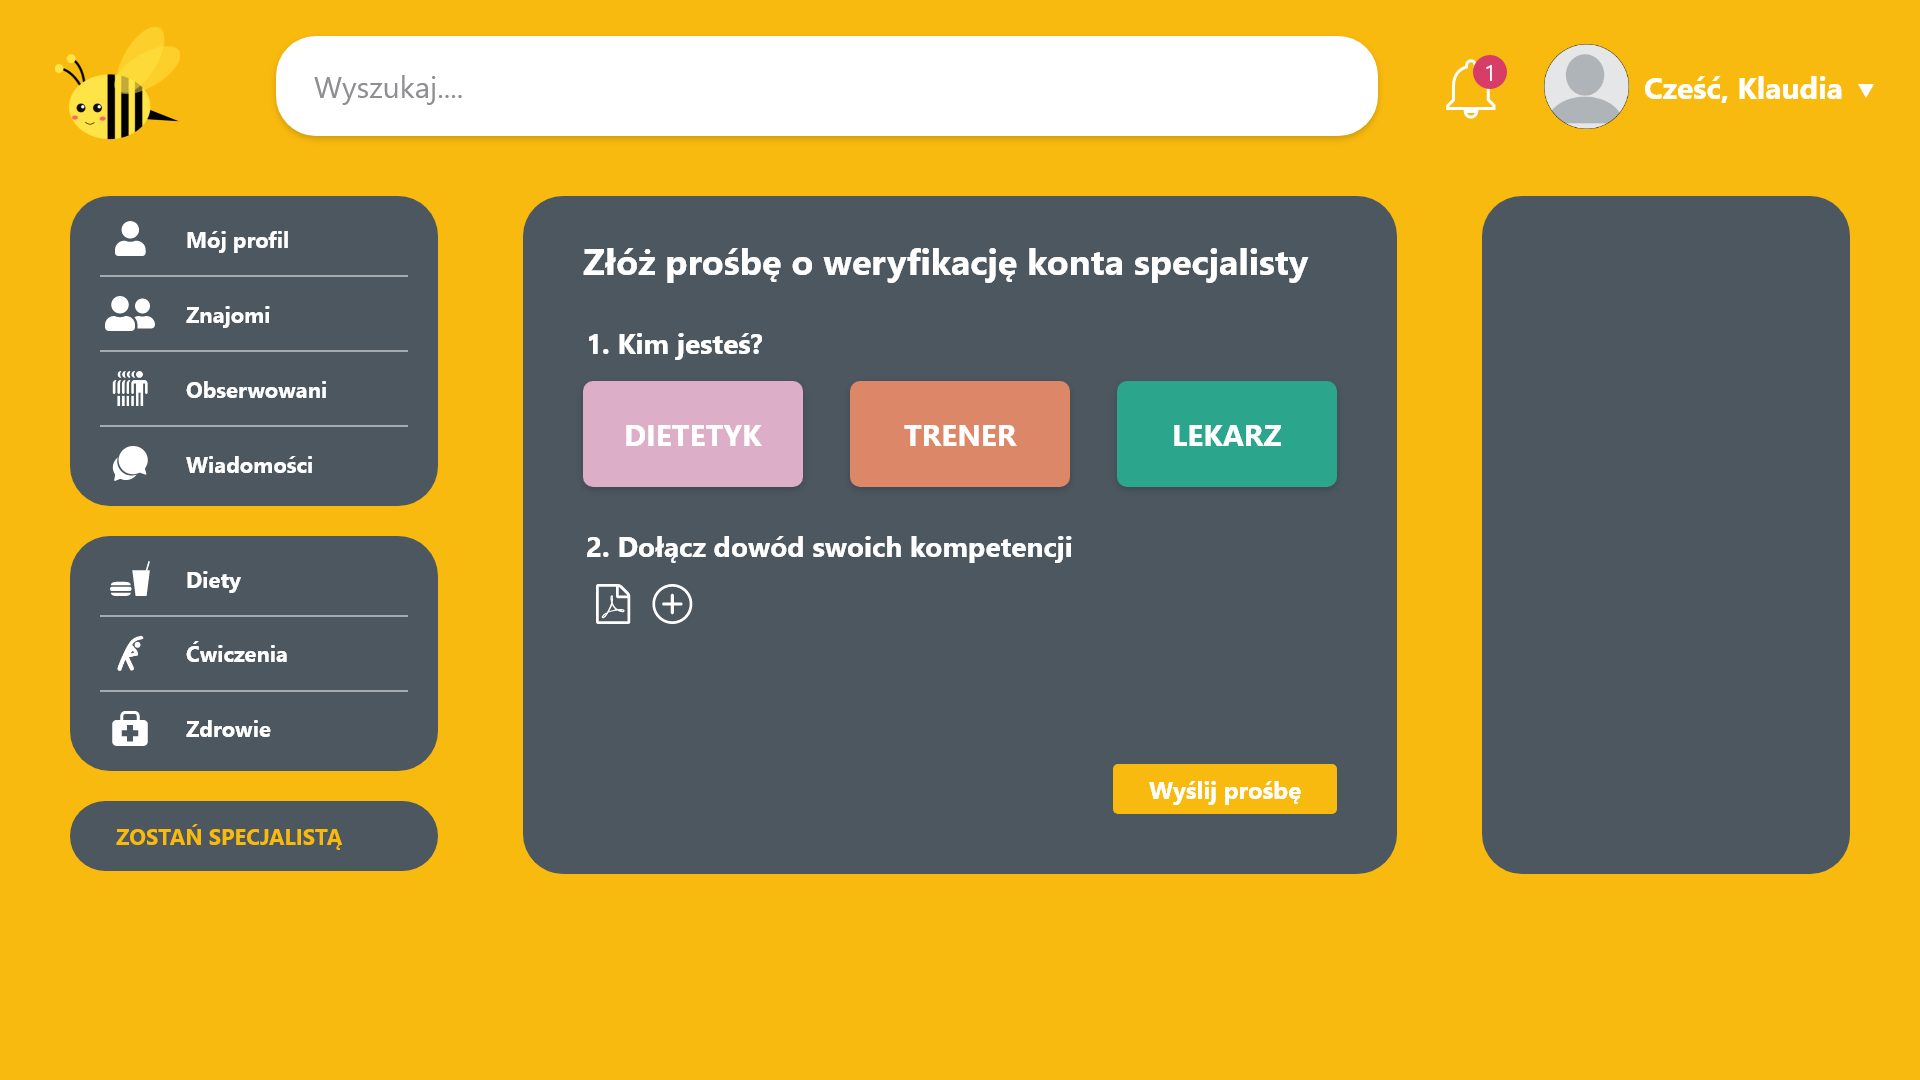 Wyszukaj....
1
Cześć, Klaudia
Mój profil
Znajomi
Obserwowani
Wiadomości
Diety
Ćwiczenia
Zdrowie
ZOSTAŃ SPECJALISTĄ
Złóż prośbę o weryfikację konta specjalisty
1. Kim jesteś?
DIETETYK
TRENER
LEKARZ
2. Dołącz dowód swoich kompetencji
Wyślij prośbę